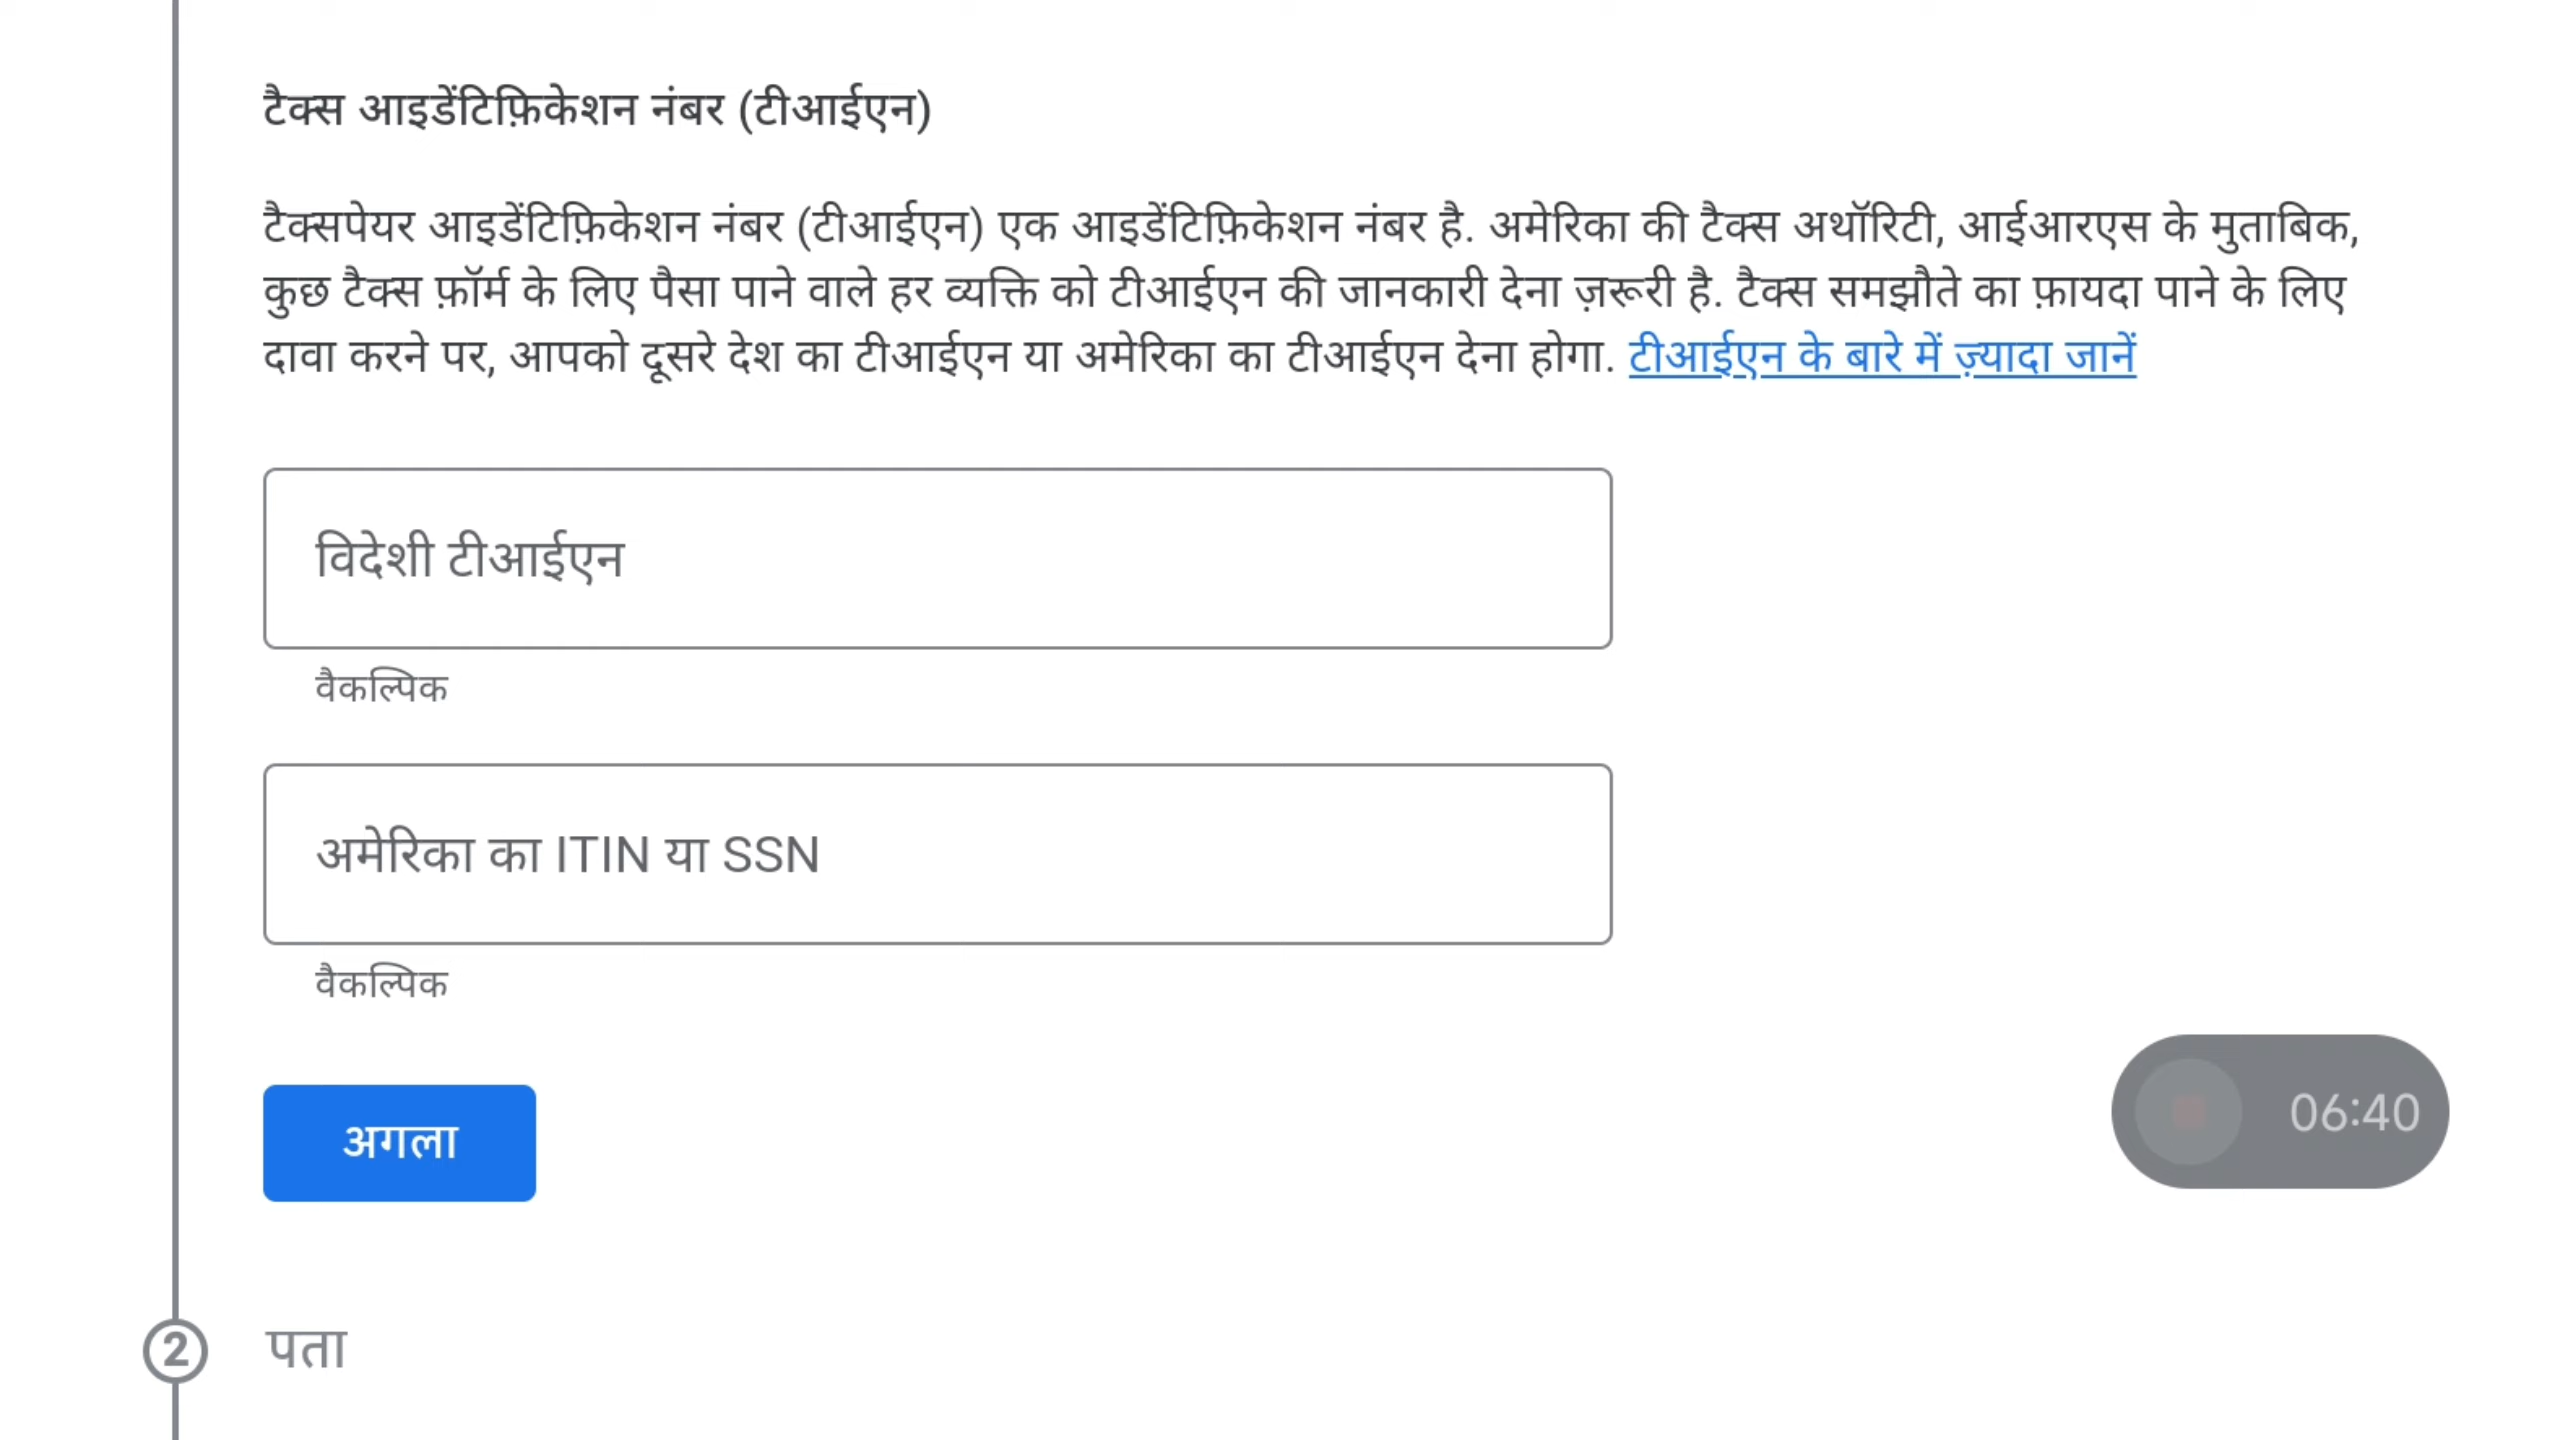 टैक्स आइडेंटिफ़िकेशन नंबर (टीआईएन)
टैक्सपेयर आइडेंटिफ़िकेशन नंबर (टीआईएन) एक आइडेंटिफ़िकेशन नंबर है. अमेरिका की टैक्स अथॉरिटी, आईआरएस के मुताबिक,
कुछ टैक्स फ़ॉर्म के लिए पैसा पाने वाले हर व्यक्ति को टीआईएन की जानकारी देना ज़रूरी है. टैक्स समझौते का फ़ायदा पाने के लिए
दावा करने पर, आपको दूसरे देश का टीआईएन या अमेरिका का टीआईएन देना होगा. टीआईएन के बारे में ज़्यादा जानें
विदेशी टीआईएन
वैकल्पिक
अमेरिका का ITIN या SSN
वैकल्पिक
अगला
06:40
2 पता